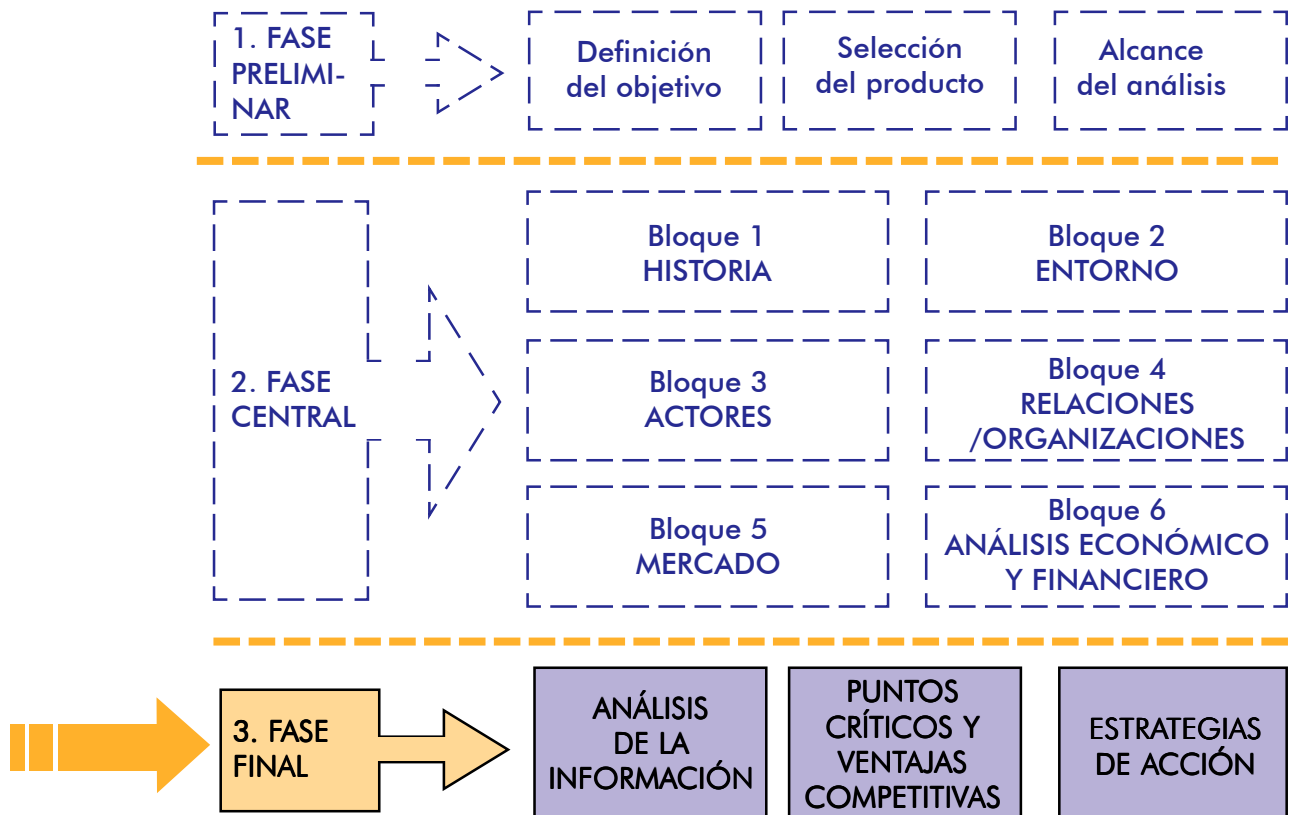 1. FASE
PRELIMI-
NAR
Definición
del objetivo
Selección
del producto
Alcance
del análisis
2. FASE
CENTRAL
Bloque 1
HISTORIA
Bloque 2
ENTORNO
Bloque 3
ACTORES
Bloque 4
RELACIONES
/ORGANIZACIONES
Bloque 5
MERCADO
Bloque 6
ANÁLISIS ECONÓMICO
Y FINANCIERO
3. FASE
FINAL
ANÁLISIS
DE LA
INFORMACIÓN
PUNTOS
CRÍTICOS Y
VENTAJAS
COMPETITIVAS
ESTRATEGIAS
DE ACCIÓN